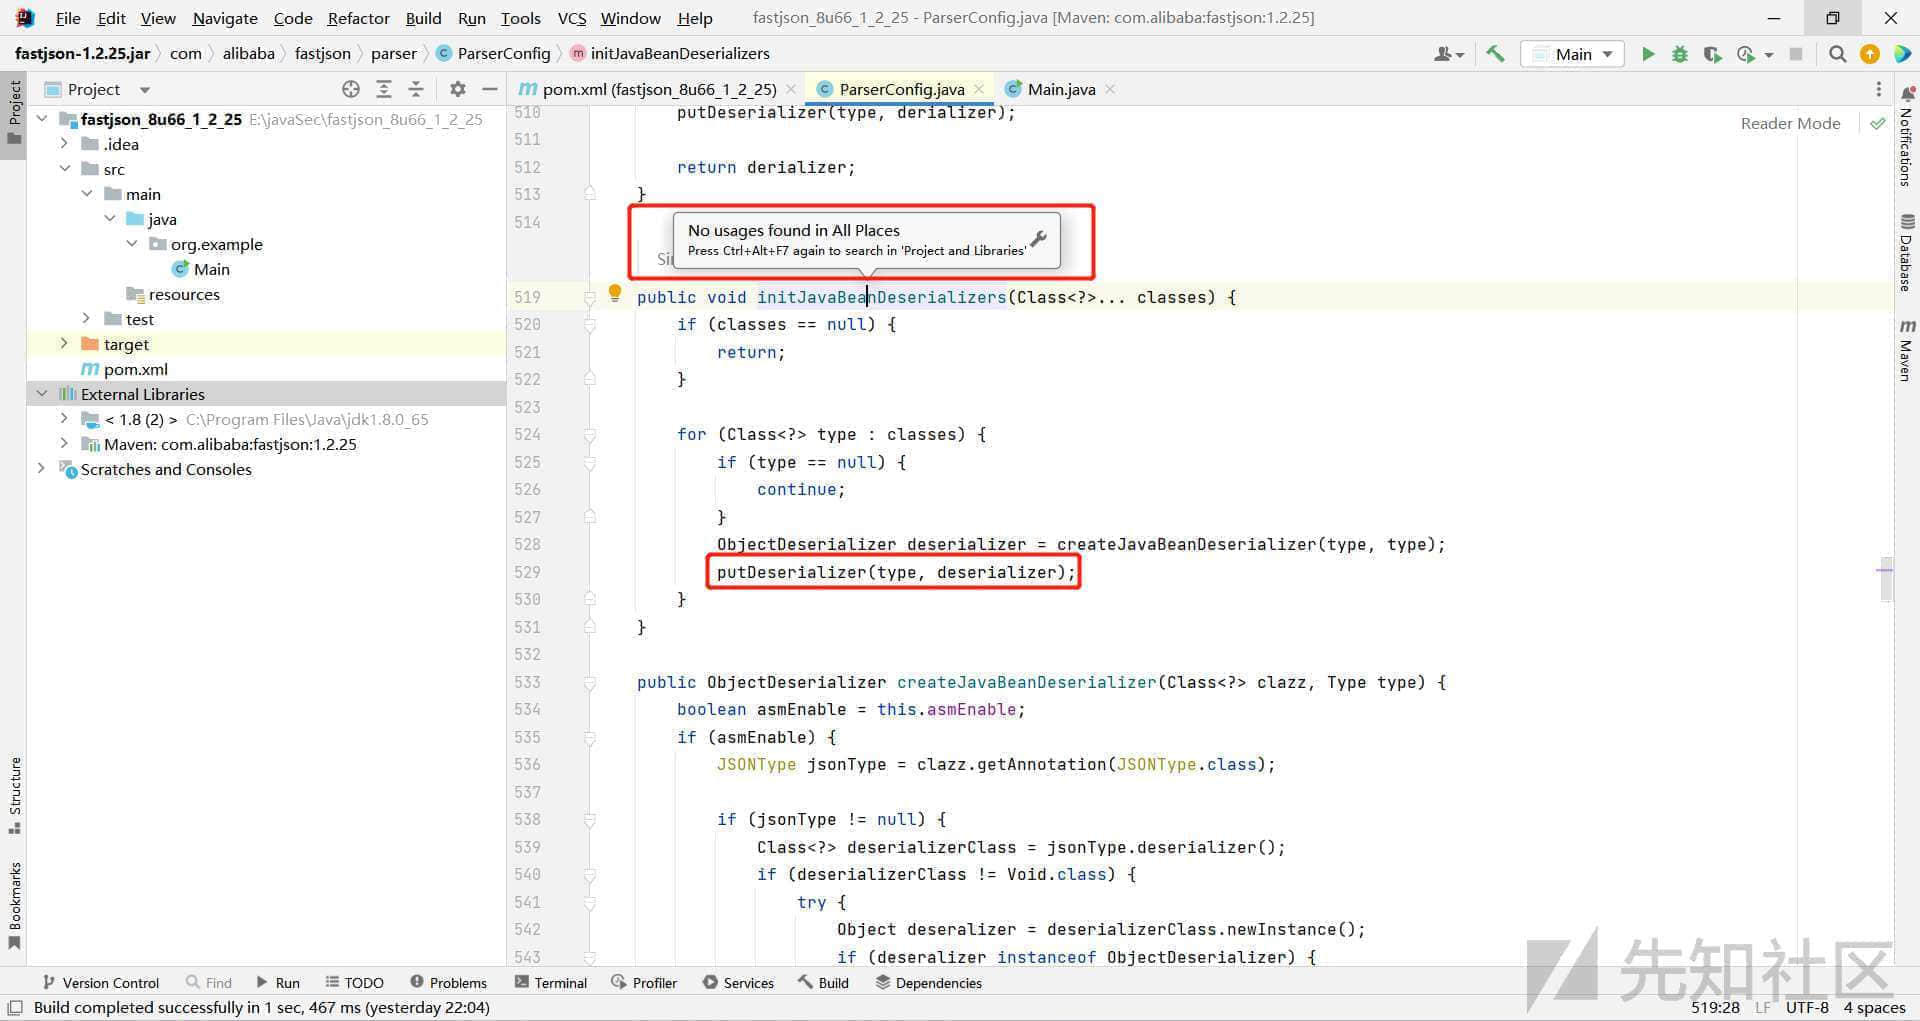 File Edit View Navigate Code Refactor Build Run Tools VCS Window Help fastjson_8u66_1_2_25 - ParserConfig.java [Maven: com.alibaba:fastjson:1.2.25]
fastjson-1.2.25.jar com alibaba fastjson parser ParserConfig initJavaBeanDeserializers Main
Project
pom.xml (fastjson_8u66_1_2_25) ParserConfig.java Main.java
Project
fastjson_8u66_1_2_25 E:\javaSec\fastjson_8u66_1_2_25
.idea
src
main
java
org.example
Main
resources
test
target
pom.xml
External Libraries
< 1.8 (2) > C:\Program Files\Java\jdk1.8.0_65
Maven: com.alibaba:fastjson:1.2.25
Scratches and Consoles
Structure
Bookmarks
Reader Mode
510 putDeserializer(type, derializer);
511
512 return derializer;
513 }
514
No usages found in All Places
Press Ctrl+Alt+F7 again to search in 'Project and Libraries'
519 public void initJavaBeanDeserializers(Class<?>... classes) {
520 if (classes == null) {
521 return;
522 }
523
524 for (Class<?> type : classes) {
525 if (type == null) {
526 continue;
527 }
528 ObjectDeserializer deserializer = createJavaBeanDeserializer(type, type);
529 putDeserializer(type, deserializer);
530 }
531 }
532
533 public ObjectDeserializer createJavaBeanDeserializer(Class<?> clazz, Type type) {
534 boolean asmEnable = this.asmEnable;
535 if (asmEnable) {
536 JSONType jsonType = clazz.getAnnotation(JSONType.class);
537
538 if (jsonType != null) {
539 Class<?> deserializerClass = jsonType.deserializer();
540 if (deserializerClass != Void.class) {
541 try {
542 Object deseralizer = deserializerClass.newInstance();
543 if (deseralizer instanceof ObjectDeserializer) {
Notifications
Database
Maven
先知社区
Version Control Find Run TODO Problems Terminal Profiler Services Build Dependencies
Build completed successfully in 1 sec, 467 ms (yesterday 22:04) 519:28 LF UTF-8 4 spaces